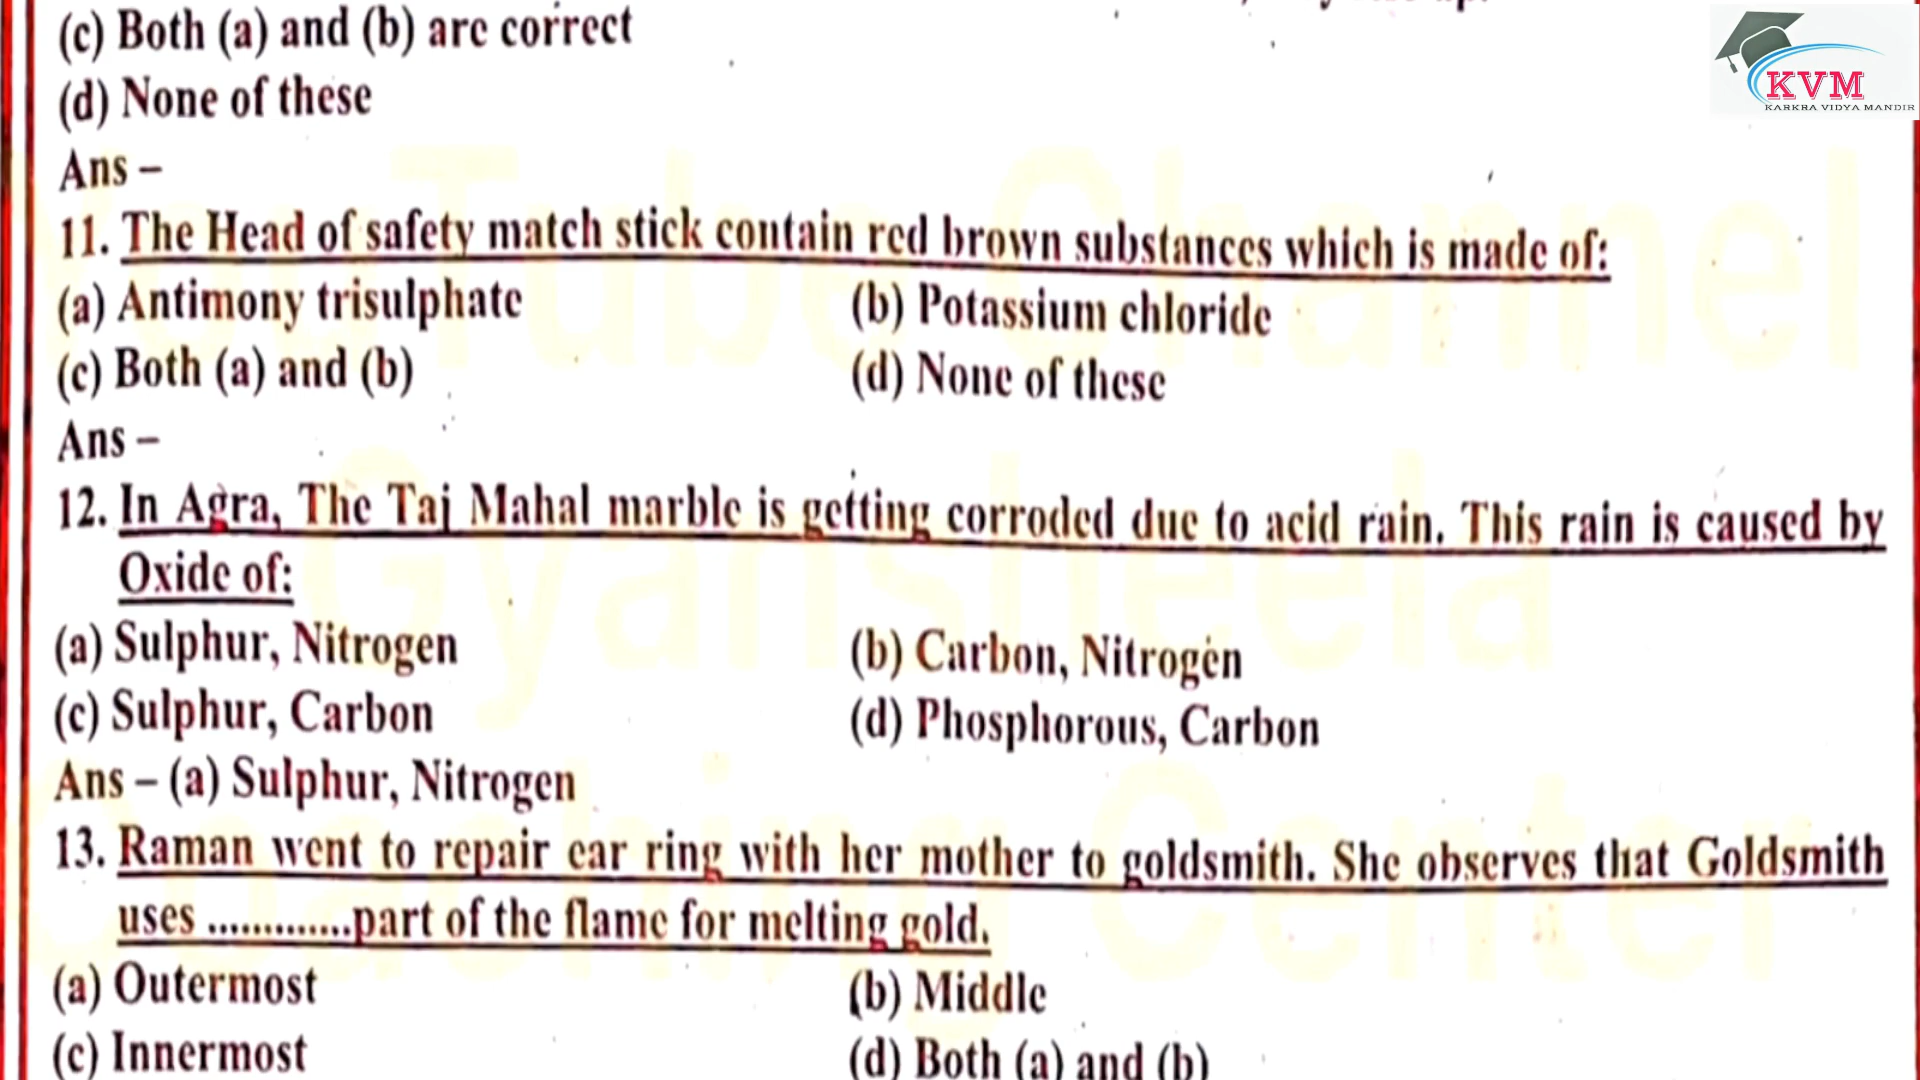 (c) Both (a) and (b) are correct
(d) None of these
Ans –
11. The Head of safety match stick contain red brown substances which is made of:
(a) Antimony trisulphate (b) Potassium chloride
(c) Both (a) and (b) (d) None of these
Ans –
12. In Agra, The Taj Mahal marble is getting corroded due to acid rain. This rain is caused by
Oxide of:
(a) Sulphur, Nitrogen (b) Carbon, Nitrogen
(c) Sulphur, Carbon (d) Phosphorous, Carbon
Ans – (a) Sulphur, Nitrogen
13. Raman went to repair ear ring with her mother to goldsmith. She observes that Goldsmith
uses .............part of the flame for melting gold.
(a) Outermost (b) Middle
(c) Innermost (d) Both (a) and (b)
KVM
KARKRA VIDYA MANDIR
YouTube Channel
Gyansheela
Coaching Center